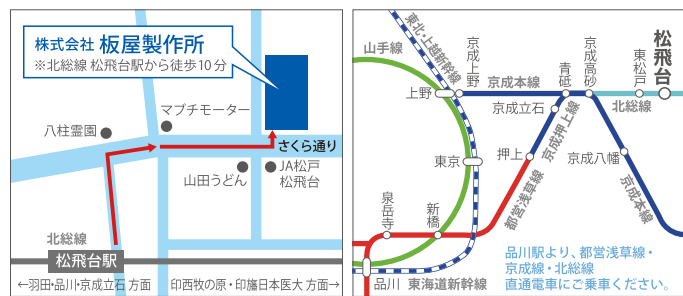 株式会社 板屋製作所
※北総線 松飛台駅から徒歩10分
マブチモーター
八柱霊園
さくら通り
山田うどん
JA松戸
松飛台
北総線
松飛台駅
←羽田・品川・京成立石 方面
印西牧の原・印旛日本医大 方面→
山手線
東北・上越新幹線
京成上野
上野
京成本線
青砥
京成高砂
東松戸
松飛台
北総線
京成立石
京成押上線
押上
京成八幡
京成本線
東京
都営浅草線
泉岳寺
新橋
品川
東海道新幹線
品川駅より、都営浅草線・
京成線・北総線
直通電車にご乗車ください。